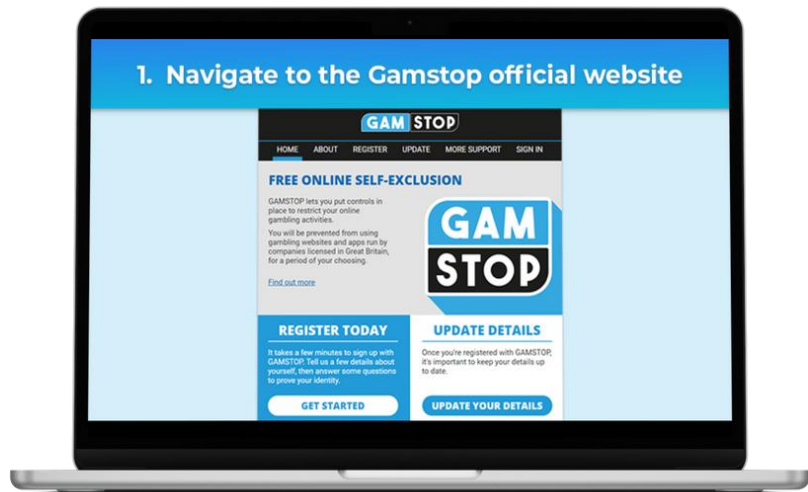 1. Navigate to the Gamstop official website
GAM STOP
HOME ABOUT REGISTER UPDATE MORE SUPPORT SIGN IN
FREE ONLINE SELF-EXCLUSION
GAMSTOP lets you put controls in
place to restrict your online
gambling activities.
You will be prevented from using
gambling websites and apps run by
companies licensed in Great Britain,
for a period of your choosing.
Find out more
GAM
STOP
REGISTER TODAY
It takes a few minutes to sign up with
GAMSTOP. Tell us a few details about
yourself, then answer some questions
to prove your identity.
GET STARTED
UPDATE DETAILS
Once you're registered with GAMSTOP,
it's important to keep your details up
to date.
UPDATE YOUR DETAILS